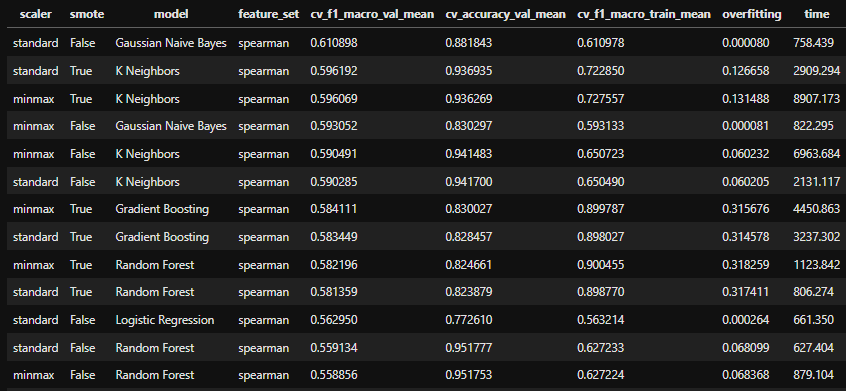 scaler smote model feature_set cv_f1_macro_val_mean cv_accuracy_val_mean cv_f1_macro_train_mean overfitting time
standard False Gaussian Naive Bayes spearman 0.610898 0.881843 0.610978 0.000080 758.439
standard True K Neighbors spearman 0.596192 0.936935 0.722850 0.126658 2909.294
minmax True K Neighbors spearman 0.596069 0.936269 0.727557 0.131488 8907.173
minmax False Gaussian Naive Bayes spearman 0.593052 0.830297 0.593133 0.000081 822.295
minmax False K Neighbors spearman 0.590491 0.941483 0.650723 0.060232 6963.684
standard False K Neighbors spearman 0.590285 0.941700 0.650490 0.060205 2131.117
minmax True Gradient Boosting spearman 0.584111 0.830027 0.899787 0.315676 4450.863
standard True Gradient Boosting spearman 0.583449 0.828457 0.898027 0.314578 3237.302
minmax True Random Forest spearman 0.582196 0.824661 0.900455 0.318259 1123.842
standard True Random Forest spearman 0.581359 0.823879 0.898770 0.317411 806.274
standard False Logistic Regression spearman 0.562950 0.772610 0.563214 0.000264 661.350
standard False Random Forest spearman 0.559134 0.951777 0.627233 0.068099 627.404
minmax False Random Forest spearman 0.558856 0.951753 0.627224 0.068368 879.104